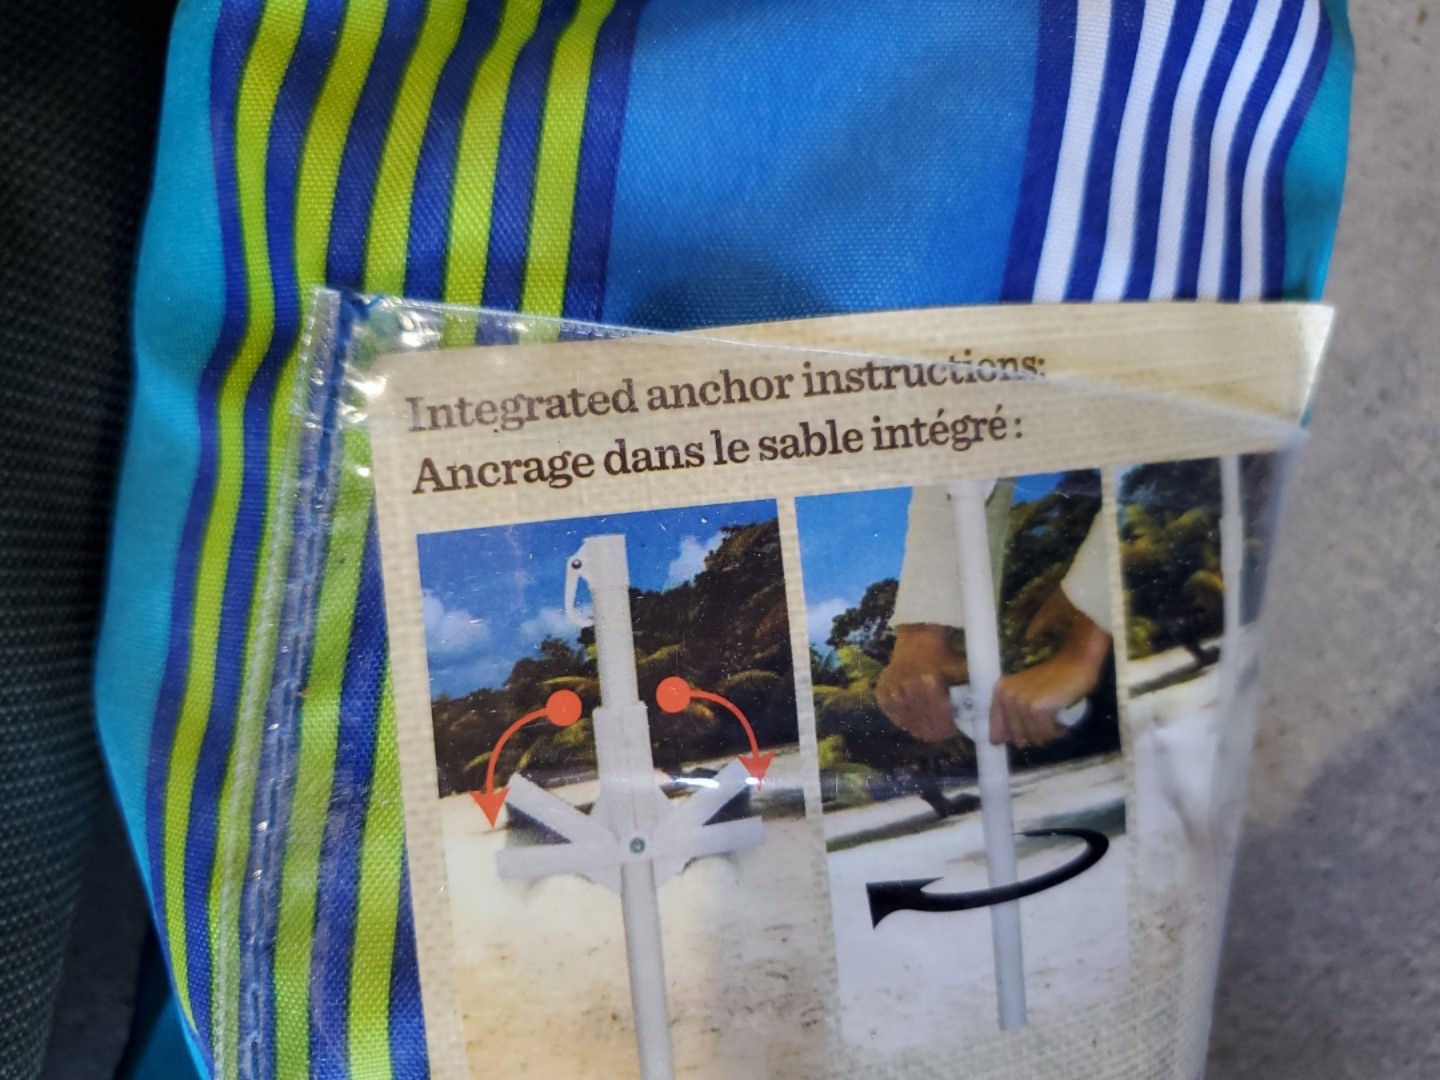 Integrated anchor instructions:
Ancrage dans le sable intégré :